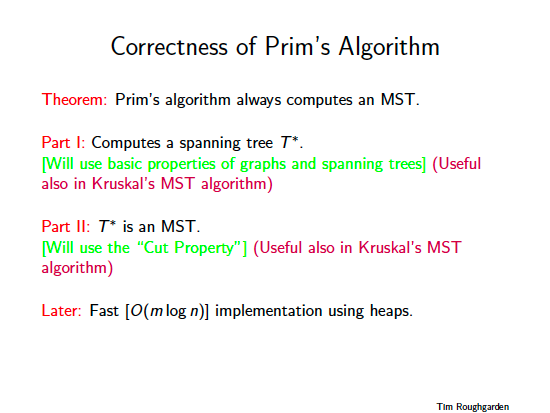 Correctness of Prim's Algorithm
Theorem: Prim's algorithm always computes an MST.
Part I: Computes a spanning tree T*.
[Will use basic properties of graphs and spanning trees] (Useful
also in Kruskal's MST algorithm)
Part II: T* is an MST.
[Will use the “Cut Property”] (Useful also in Kruskal's MST
algorithm)
Later: Fast [O(m log n)] implementation using heaps.
Tim Roughgarden